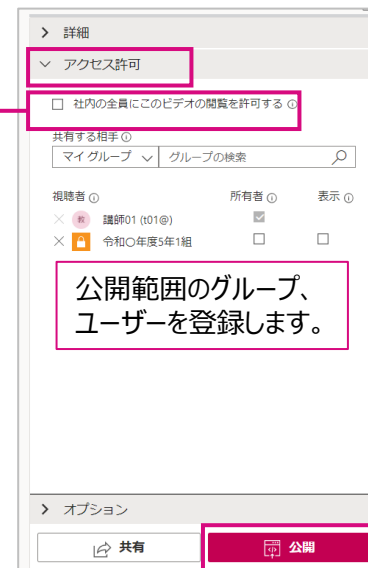 詳細
アクセス許可
社内の全員にこのビデオの閲覧を許可する
共有する相手
マイ グループ グループの検索
視聴者 所有者 表示
教 講師01 (t01@)
令和〇年度5年1組
公開範囲のグループ、
ユーザーを登録します。
オプション
共有 公開